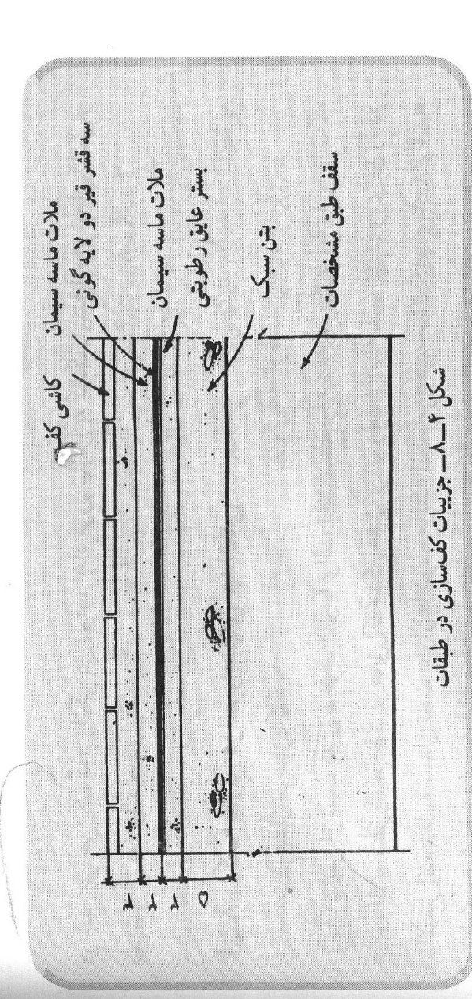 کاشی کف
ملات ماسه سیمان
سه قشر قیر دو لایه گونی
ملات ماسه سیمان
بستر عایق رطوبتی
بتن سبک
سقف طبق مشخصات
۳
۲
۲
۵
شکل ۴ـ۸ـ جزییات کف‌سازی در طبقات